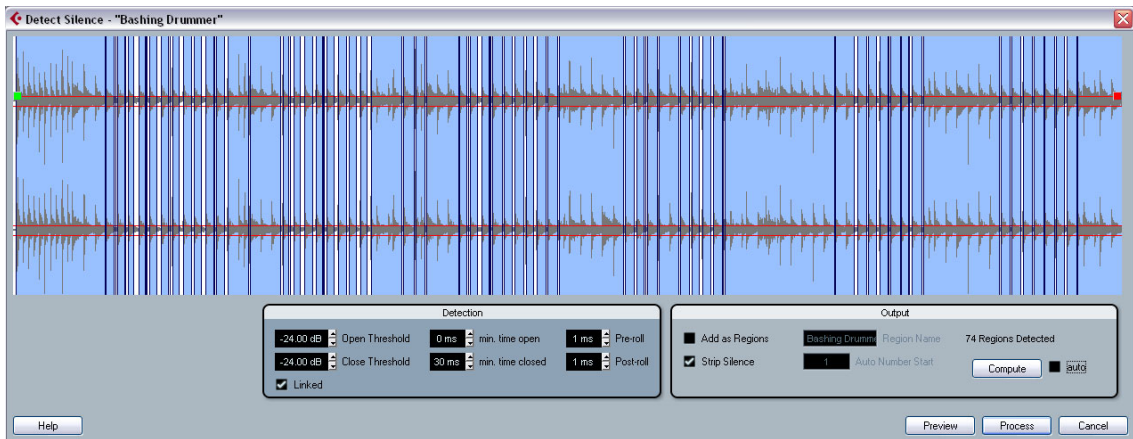 Detect Silence - "Bashing Drummer"
Detection
-24.00 dB Open Threshold 0 ms min. time open 1 ms Pre-roll
-24.00 dB Close Threshold 30 ms min. time closed 1 ms Post-roll
Linked
Output
Add as Regions Bashing Drumme Region Name 74 Regions Detected
Strip Silence 1 Auto Number Start
Compute auto
Help Preview Process Cancel